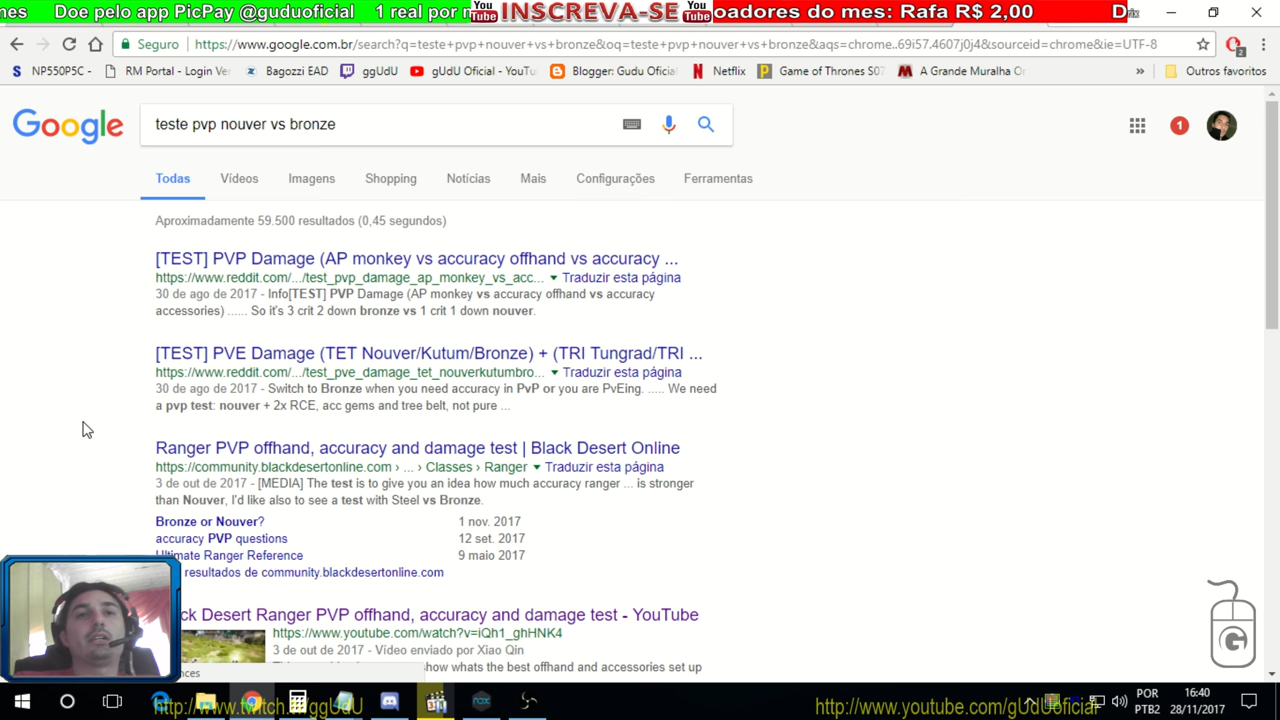 mes Doe pelo app PicPay @guduoficial 1 real por m You Tube INSCREVA-SE You Tube oadores do mes: Rafa R$ 2,00 D
Seguro https://www.google.com.br/search?q=teste+pvp+nouver+vs+bronze&oq=teste+pvp+nouver+vs+bronze&aqs=chrome..69i57.4607j0j4&sourceid=chrome&ie=UTF-8
2
NP550P5C - RM Portal - Login Ve Bagozzi EAD ggUdU gUdU Oficial - YouTu Blogger: Gudu Oficia Netflix Game of Thrones S07 A Grande Muralha On » Outros favoritos
Google teste pvp nouver vs bronze 1
Todas Vídeos Imagens Shopping Notícias Mais Configurações Ferramentas
Aproximadamente 59.500 resultados (0,45 segundos)
[TEST] PVP Damage (AP monkey vs accuracy offhand vs accuracy ...
https://www.reddit.com/.../test_pvp_damage_ap_monkey_vs_acc... Traduzir esta página
30 de ago de 2017 - Info[TEST] PVP Damage (AP monkey vs accuracy offhand vs accuracy
accessories) ...... So it's 3 crit 2 down bronze vs 1 crit 1 down nouver.
[TEST] PVE Damage (TET Nouver/Kutum/Bronze) + (TRI Tungrad/TRI ...
https://www.reddit.com/.../test_pve_damage_tet_nouverkutumbro... Traduzir esta página
30 de ago de 2017 - Switch to Bronze when you need accuracy in PvP or you are PvEing. ..... We need
a pvp test: nouver + 2x RCE, acc gems and tree belt, not pure ...
Ranger PVP offhand, accuracy and damage test | Black Desert Online
https://community.blackdesertonline.com › ... › Classes › Ranger Traduzir esta página
3 de out de 2017 - [MEDIA] The test is to give you an idea how much accuracy ranger ... is stronger
than Nouver, I'd like also to see a test with Steel vs Bronze.
Bronze or Nouver? 1 nov. 2017
accuracy PVP questions 12 set. 2017
Ultimate Ranger Reference 9 maio 2017
resultados de community.blackdesertonline.com
ck Desert Ranger PVP offhand, accuracy and damage test - YouTube
https://www.youtube.com/watch?v=iQh1_ghHNK4
3 de out de 2017 - Vídeo enviado por Xiao Qin
show whats the best offhand and accessories set up
nces
G
http://www.twitch.tv/ggUdU
http://www.youtube.com/gUdUoficial
POR
PTB2
16:40
28/11/2017